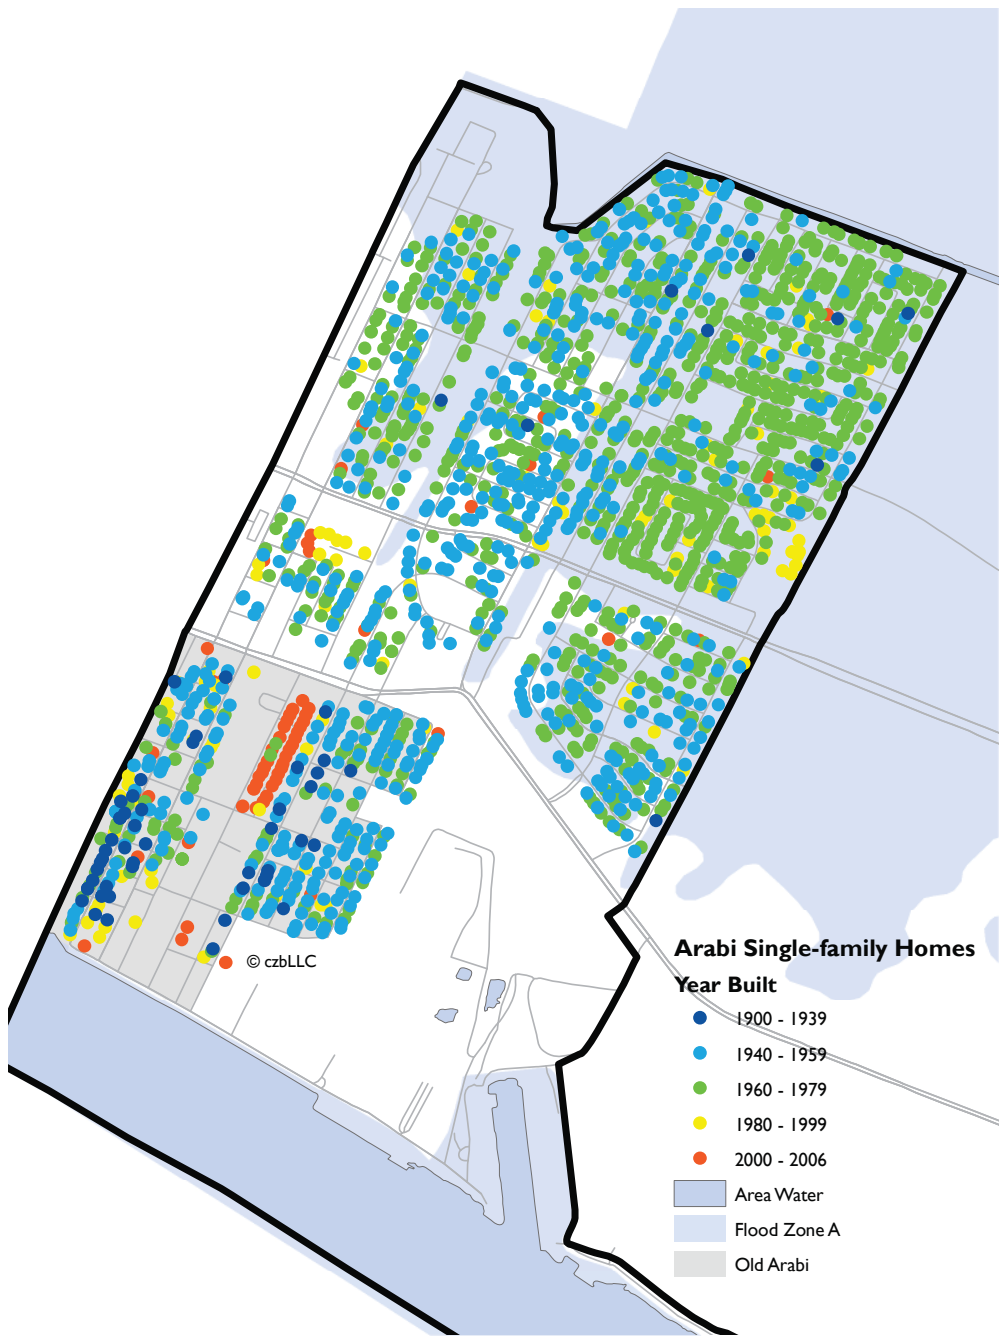 © czbLLC
Arabi Single-family Homes
Year Built
1900 - 1939
1940 - 1959
1960 - 1979
1980 - 1999
2000 - 2006
Area Water
Flood Zone A
Old Arabi